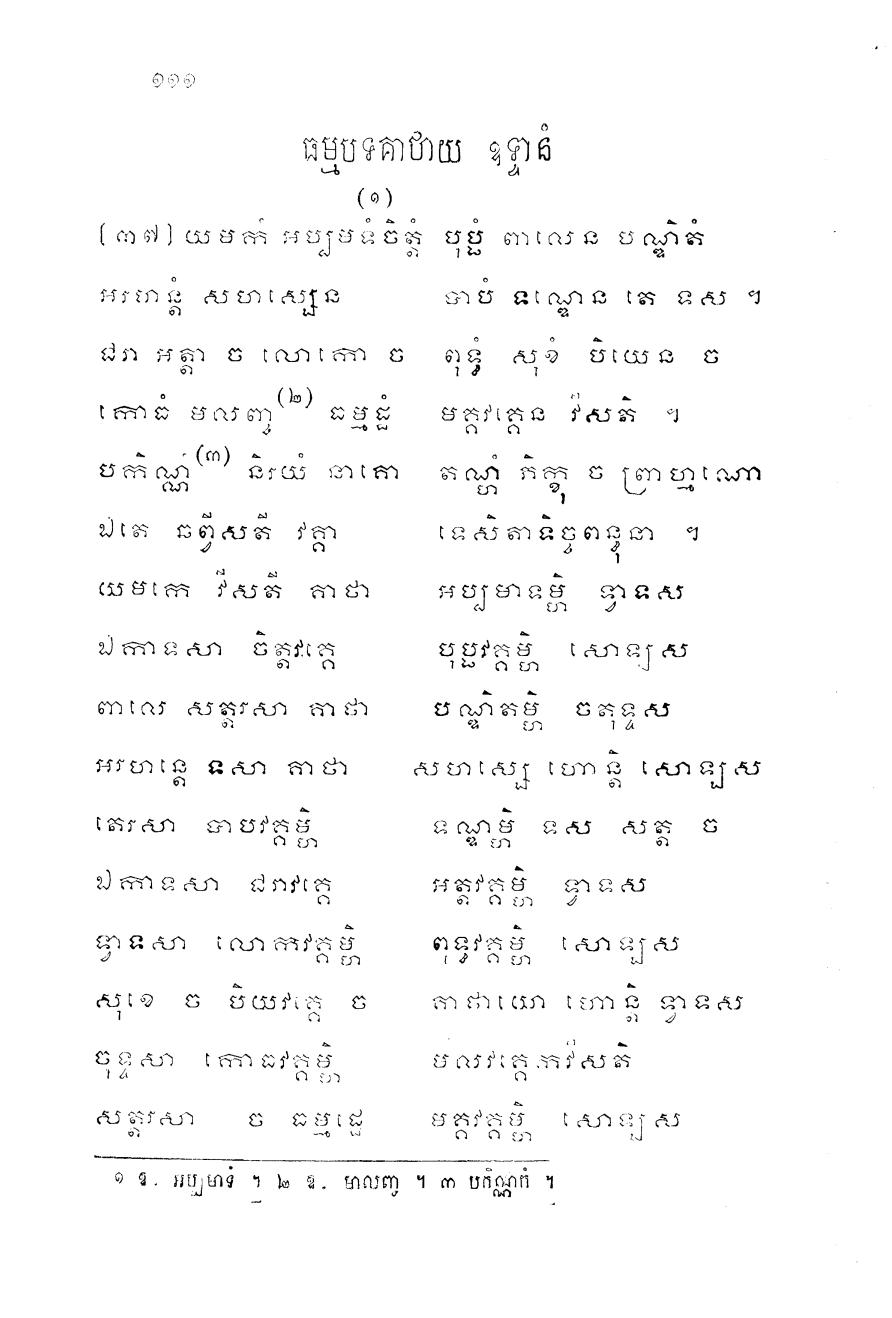 ១១១
ធម្មបទគាថាយ ឧទ្ទានំ
(១)
[៣៧] យមកំ អប្បមទំចិត្តំ បុប្ផំ ពាលេន បណ្ឌិតំ
អរហន្តំ សហស្សេន បាបំ ទណ្ឌេន តេ ទស ។
ជរា អត្តា ច លោកោ ច ពុទ្ធំ សុខំ បិយេន ច
កោធំ មលញ្ច(២) ធម្មដ្ឋំ មគ្គវគ្គេន វីសតិ ។
បកិណ្ណំ(៣) និរយំ នាគោ តណ្ហំ ភិក្ខុ ច ព្រាហ្មណោ
ឯតេ ឆព្វីសតី វគ្គា ទេសិតាទិច្ចពន្ធុនា ។
យមកេ វីសតី គាថា អប្បមាទម្ហិ ទ្វាទស
ឯកាទសា ចិត្តវគ្គេ បុប្ផវគ្គម្ហិ សោឡស
ពាលេ សត្តរសា គាថា បណ្ឌិតម្ហិ ចតុទ្ទស
អរហន្តេ ទសា គាថា សហស្សេ ហោន្តិ សោឡស
តេរសា បាបវគ្គម្ហិ ទណ្ឌម្ហិ ទស សត្ត ច
ឯកាទសា ជរាវគ្គេ អត្តវគ្គម្ហិ ទ្វាទស
ទ្វាទសា លោកវគ្គម្ហិ ពុទ្ធវគ្គម្ហិ សោឡស
សុខេ ច បិយវគ្គេ ច គាថាយោ ហោន្តិ ទ្វាទស
ចុទ្ទសា កោធវគ្គម្ហិ មលវគ្គេកវីសតិ
សត្តរសា ច ធម្មដ្ឋេ មគ្គវគ្គម្ហិ សោឡស
១ ឱ. អប្បមាទំ ។ ២ ឱ. មាលញ្ច ។ ៣ បកិណ្ណកំ ។